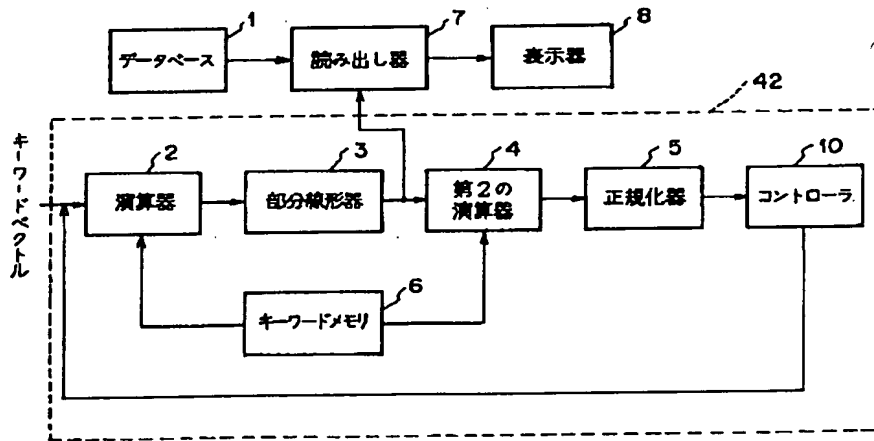 1
データベース
7
読み出し器
8
表示器
42
キーワードベクトル
2
演算器
3
部分線形器
4
第2の
演算器
5
正規化器
10
コントローラ
6
キーワードメモリ